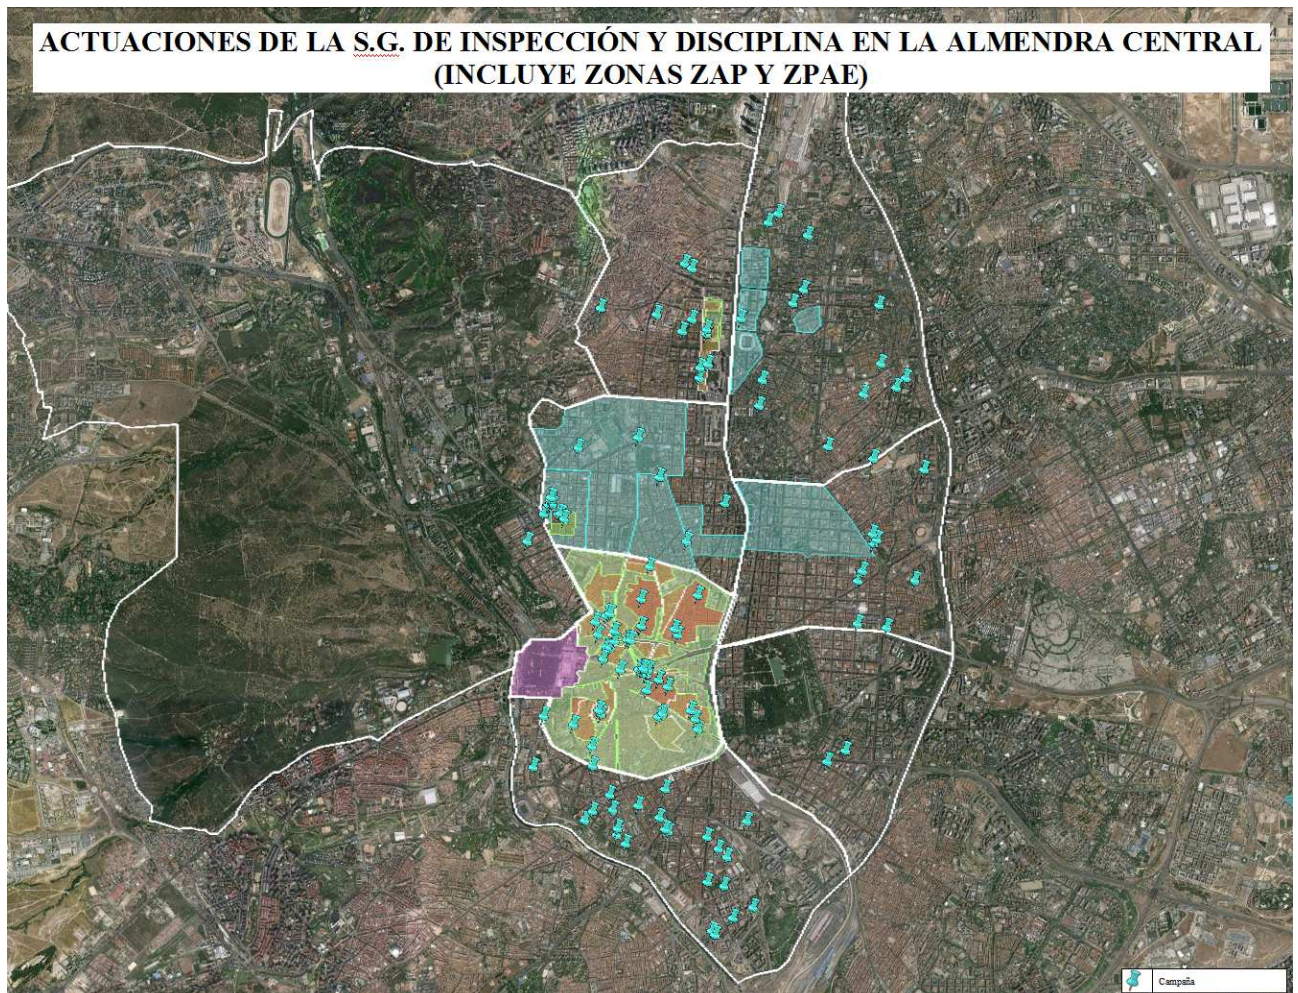 ACTUACIONES DE LA S.G. DE INSPECCIÓN Y DISCIPLINA EN LA ALMENDRA CENTRAL
(INCLUYE ZONAS ZAP Y ZPAE)
Campaña